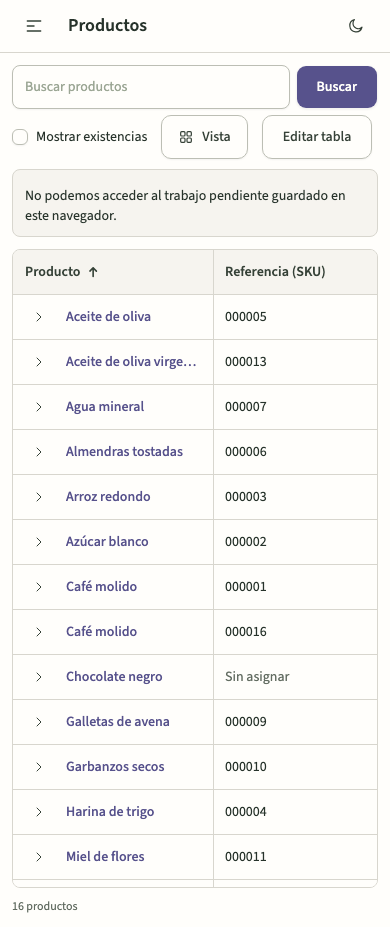 Productos
Buscar productos
Buscar
Mostrar existencias
Vista
Editar tabla
No podemos acceder al trabajo pendiente guardado en
este navegador.
Producto ↑ Referencia (SKU)
Aceite de oliva 000005
Aceite de oliva virge... 000013
Agua mineral 000007
Almendras tostadas 000006
Arroz redondo 000003
Azúcar blanco 000002
Café molido 000001
Café molido 000016
Chocolate negro Sin asignar
Galletas de avena 000009
Garbanzos secos 000010
Harina de trigo 000004
Miel de flores 000011
16 productos